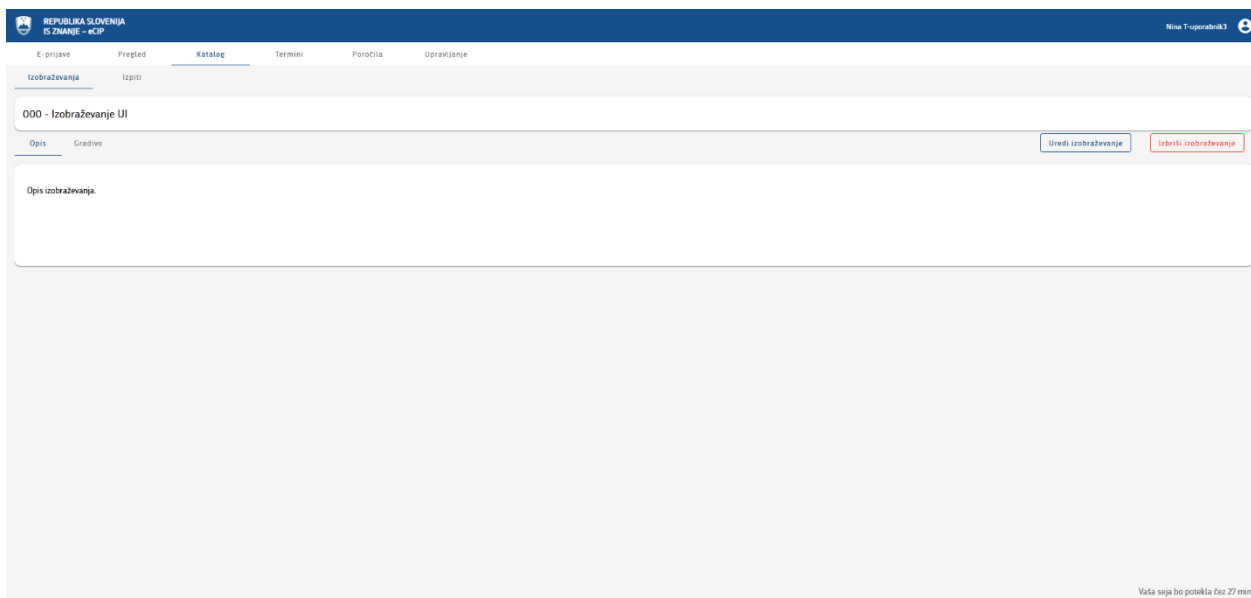 REPUBLIKA SLOVENIJA
IS ZNANJE – eCIP
Nina T-uporabnik3
E-prijave Pregled Katalog Termini Poročila Upravljanje
Izobraževanja Izpiti
000 - Izobraževanje UI
Opis Gradivo Uredi izobraževanje Izbriši izobraževanje
Opis izobraževanja.
Vaša seja bo potekla čez 27 min